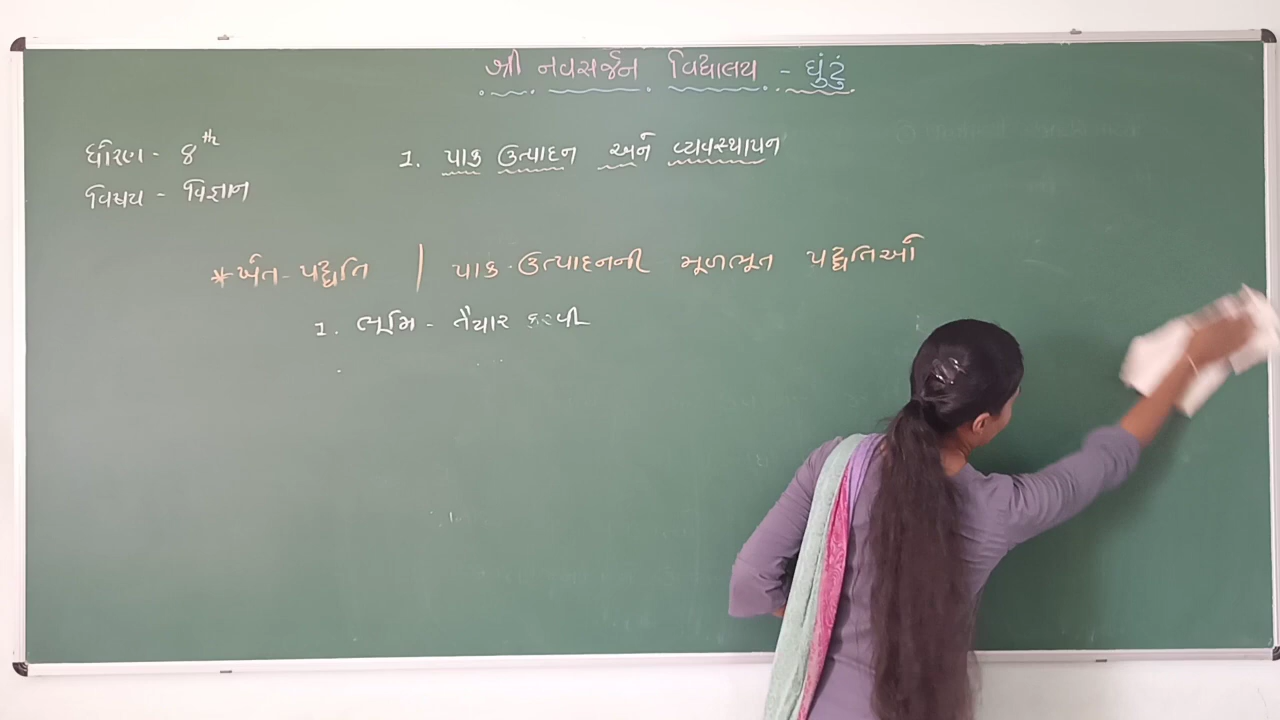 શ્રી નવસર્જન વિદ્યાલય - ઘુંટું
ધોરણ - 8th
1. પાક ઉત્પાદન અને વ્યવસ્થાપન
વિષય - વિજ્ઞાન
* ખેત - પદ્ધતિ | પાક - ઉત્પાદનની મૂળભૂત પદ્ધતિઓ
1. ભૂમિ - તૈયાર કરવી